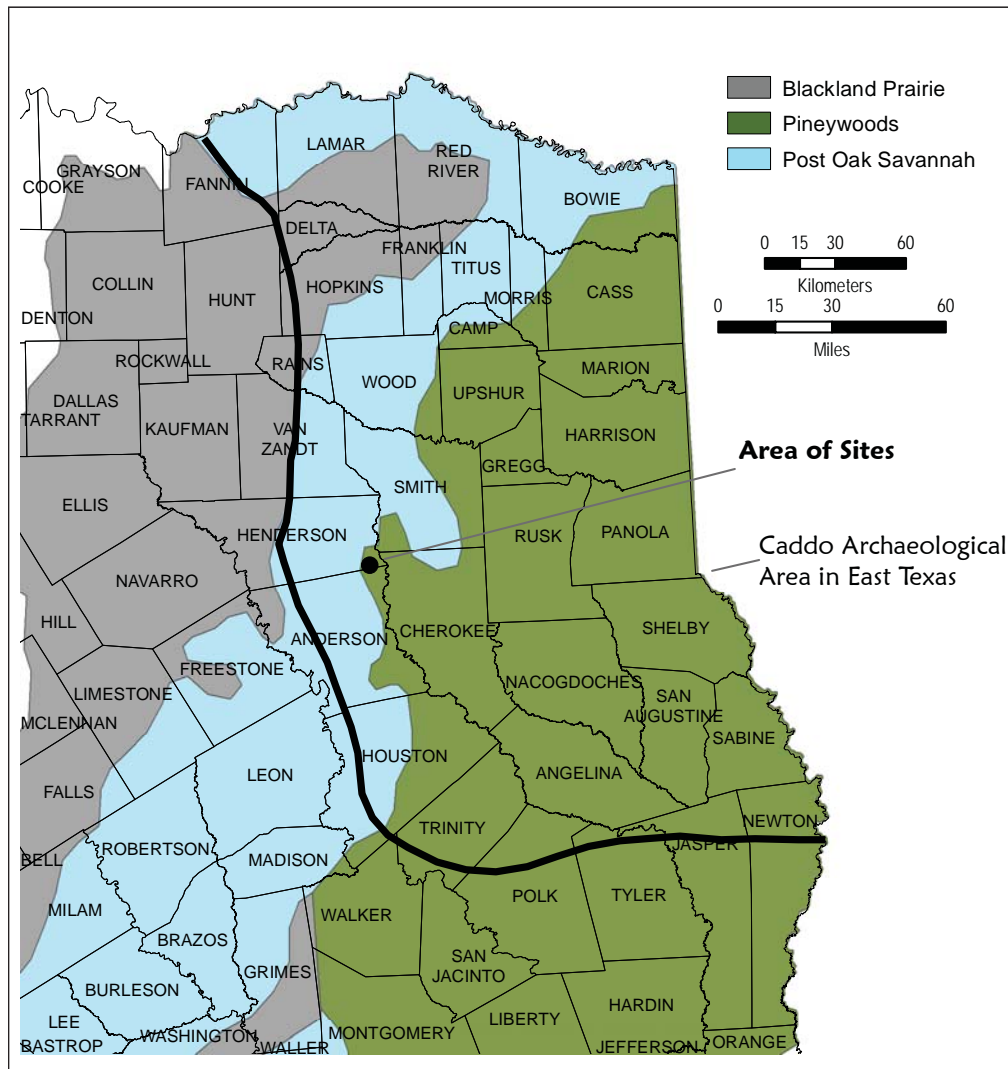 Blackland Prairie
Pineywoods
Post Oak Savannah
0 15 30 60
Kilometers
0 15 30 60
Miles
Area of Sites
Caddo Archaeological
Area in East Texas
LAMAR
RED
RIVER
GRAYSON
COOKE
FANNIN
BOWIE
DELTA
FRANKLIN
TITUS
COLLIN
HUNT
HOPKINS
MORRIS
CASS
DENTON
CAMP
ROCKWALL
RAINS
WOOD
MARION
UPSHUR
DALLAS
TARRANT
KAUFMAN
VAN
ZANDT
HARRISON
GREGG
SMITH
ELLIS
HENDERSON
RUSK
PANOLA
NAVARRO
HILL
ANDERSON
CHEROKEE
SHELBY
FREESTONE
LIMESTONE
NACOGDOCHES
SAN
AUGUSTINE
MCLENNAN
SABINE
HOUSTON
LEON
ANGELINA
FALLS
TRINITY
NEWTON
JASPER
ROBERTSON
MADISON
BELL
POLK
TYLER
MILAM
WALKER
BRAZOS
SAN
JACINTO
GRIMES
BURLESON
HARDIN
LEE
WASHINGTON
MONTGOMERY
LIBERTY
BASTROP
WALLER
JEFFERSON
ORANGE